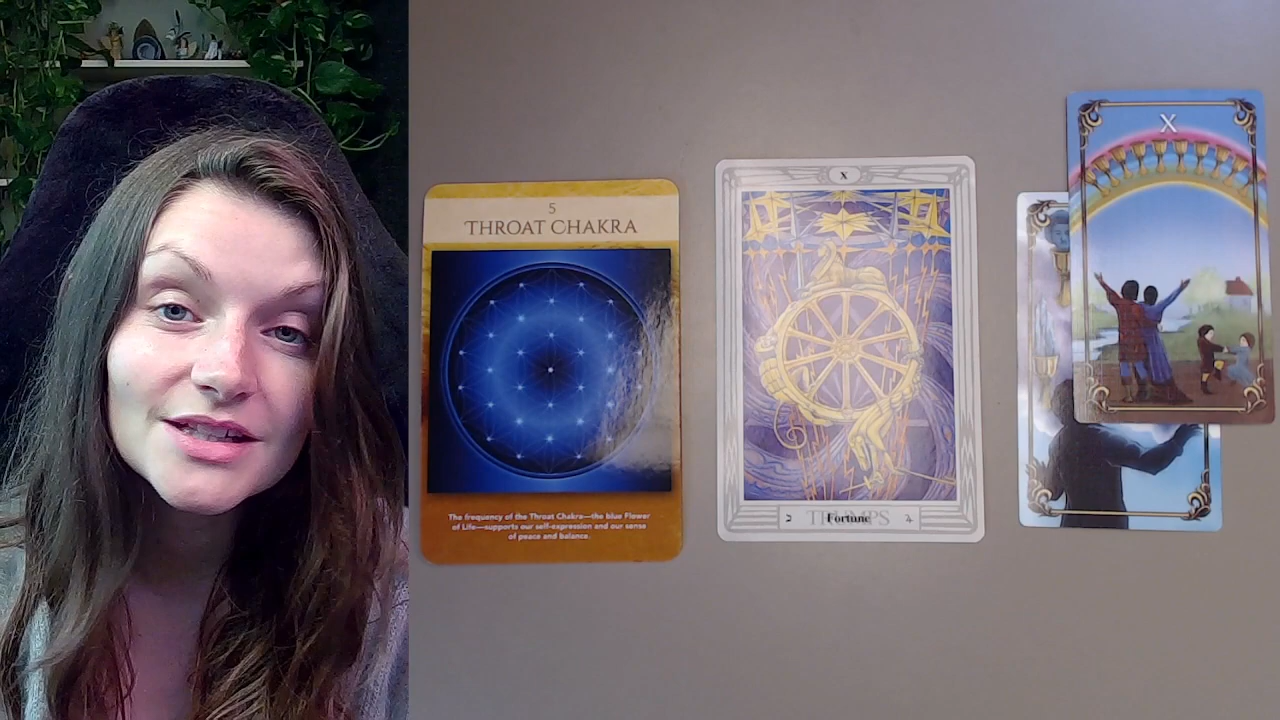 5
THROAT CHAKRA
The frequency of the Throat Chakra—the blue Flower
of Life—supports our self-expression and our sense
of peace and balance.
X
TRUMPS
Fortune
X